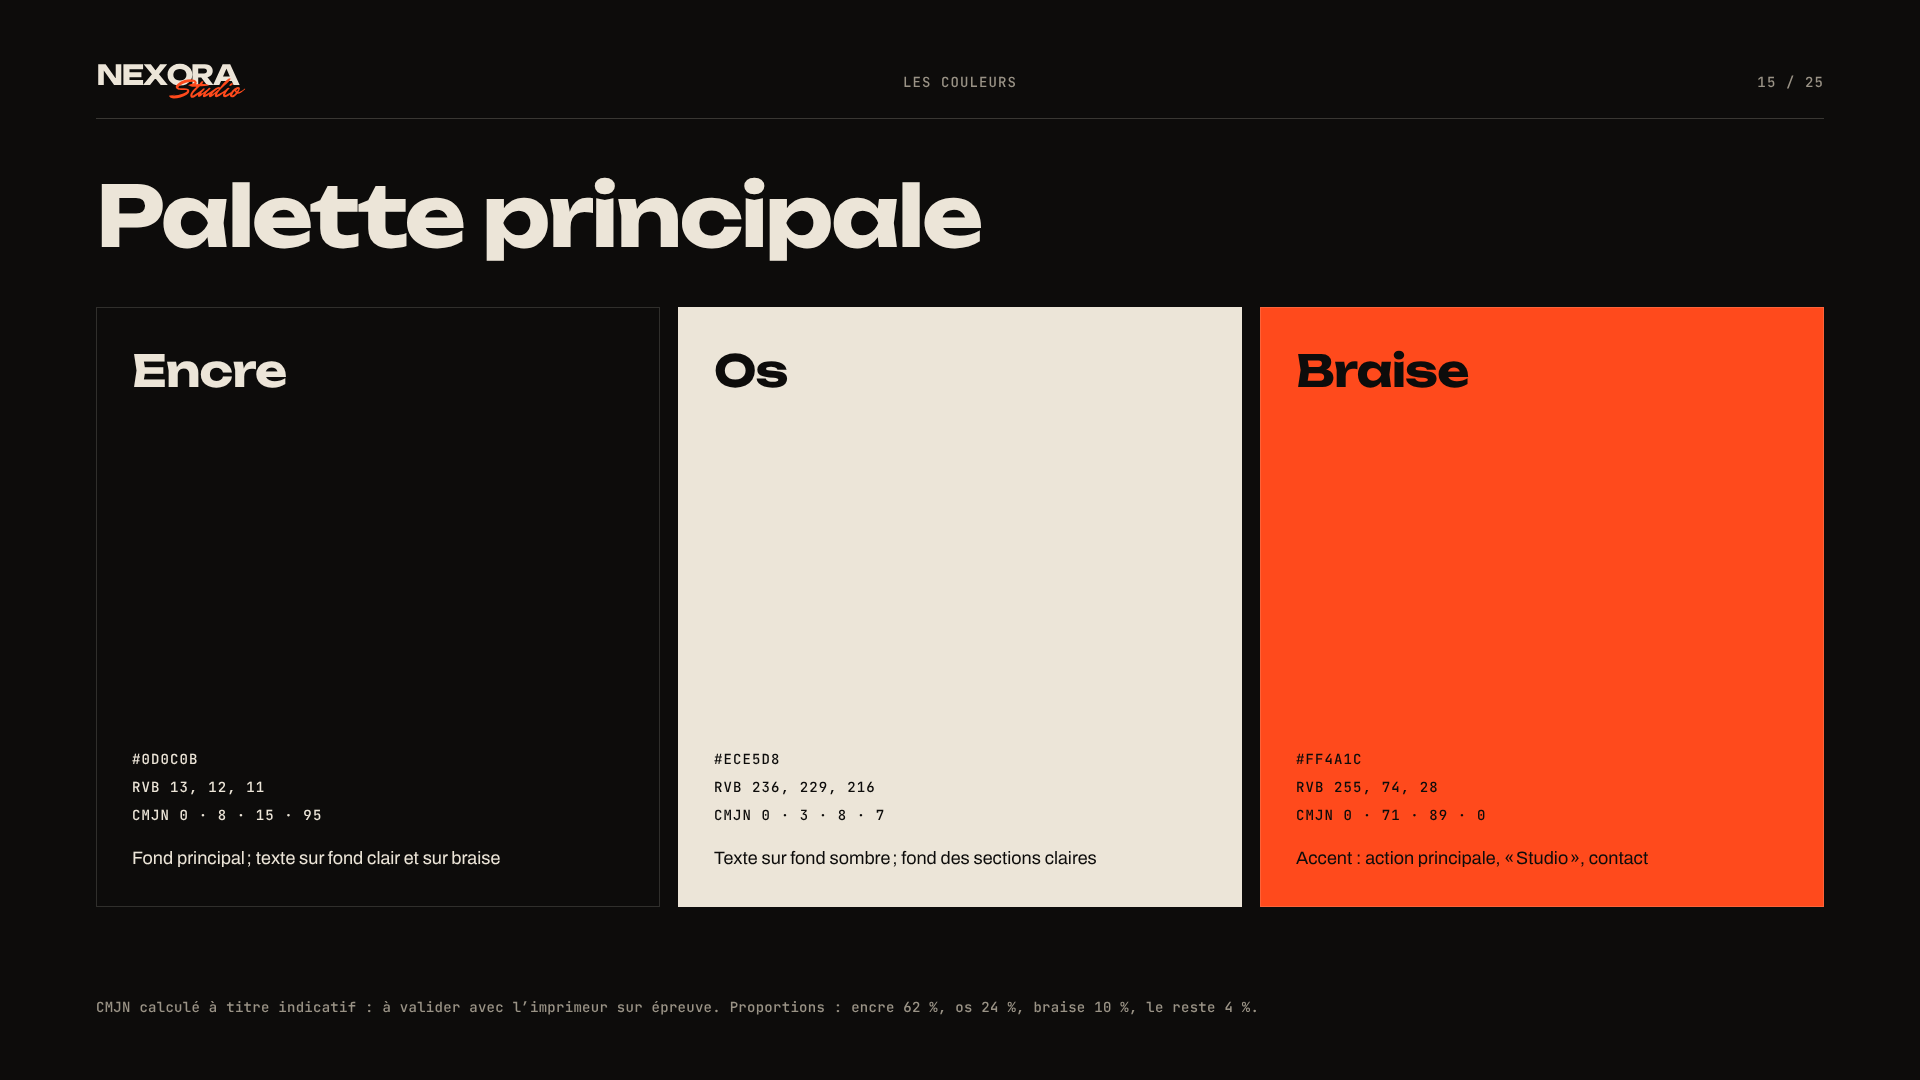 NEXORA
Studio
LES COULEURS
15 / 25
Palette principale
Encre
#0D0C0B
RVB 13, 12, 11
CMJN 0 · 8 · 15 · 95
Fond principal ; texte sur fond clair et sur braise
Os
#ECE5D8
RVB 236, 229, 216
CMJN 0 · 3 · 8 · 7
Texte sur fond sombre ; fond des sections claires
Braise
#FF4A1C
RVB 255, 74, 28
CMJN 0 · 71 · 89 · 0
Accent : action principale, « Studio », contact
CMJN calculé à titre indicatif : à valider avec l’imprimeur sur épreuve. Proportions : encre 62 %, os 24 %, braise 10 %, le reste 4 %.